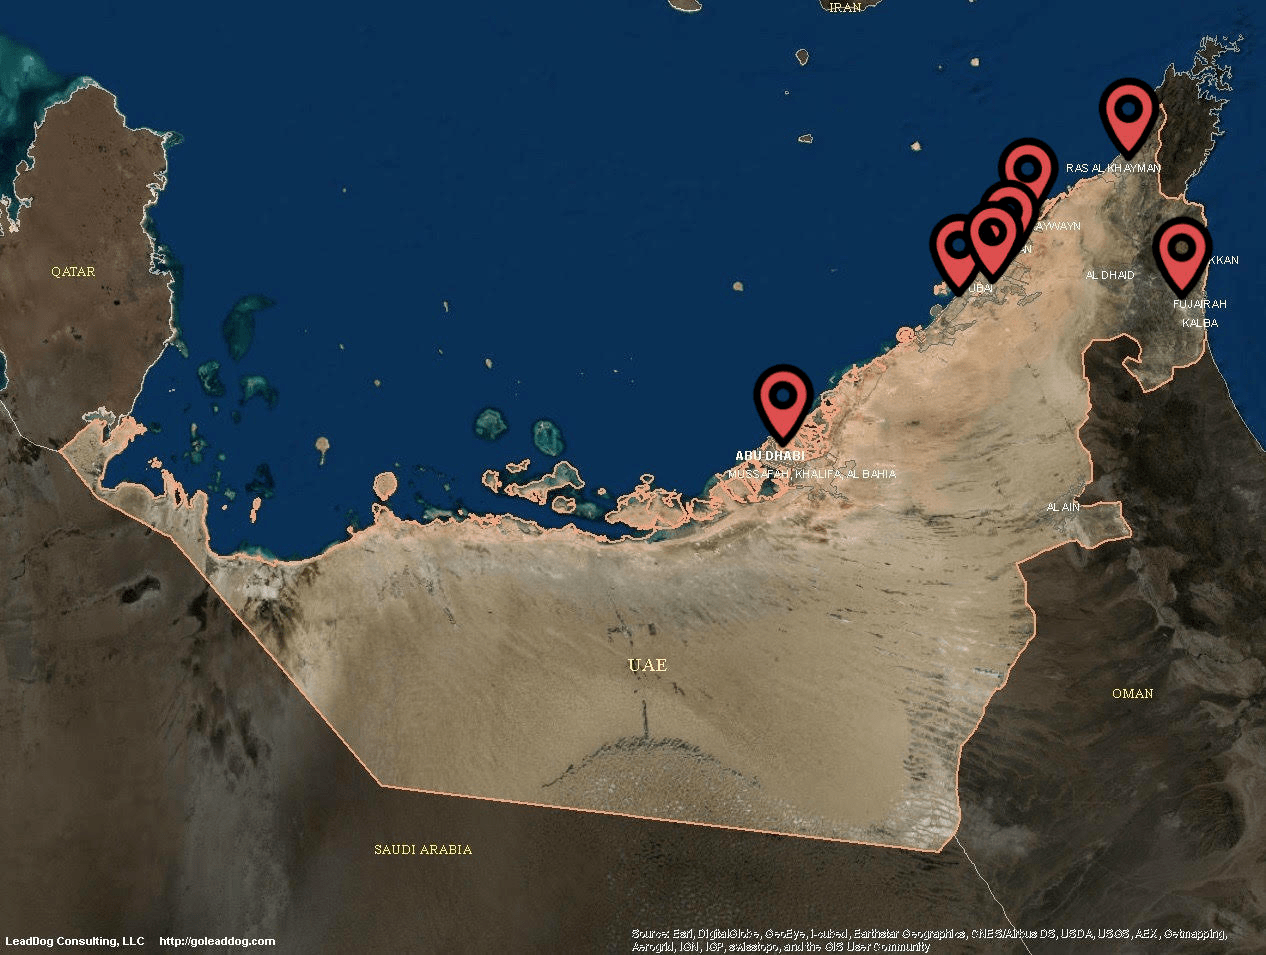 IRAN
RAS AL KHAYMAN
AYWAYN
AN
KKAN
QATAR
AL DHAID
UBAI
FUJAIRAH
KALBA
ABU DHABI
MUSSAFAH, KHALIFA, AL BAHIA
AL AIN
UAE
OMAN
SAUDI ARABIA
LeadDog Consulting, LLC http://goleaddog.com
Source: Esri, DigitalGlobe, GeoEye, i-cubed, Earthstar Geographics, CNES/Airbus DS, USDA, USGS, AEX, Getmapping,
Aerogrid, IGN, IGP, swisstopo, and the GIS User Community